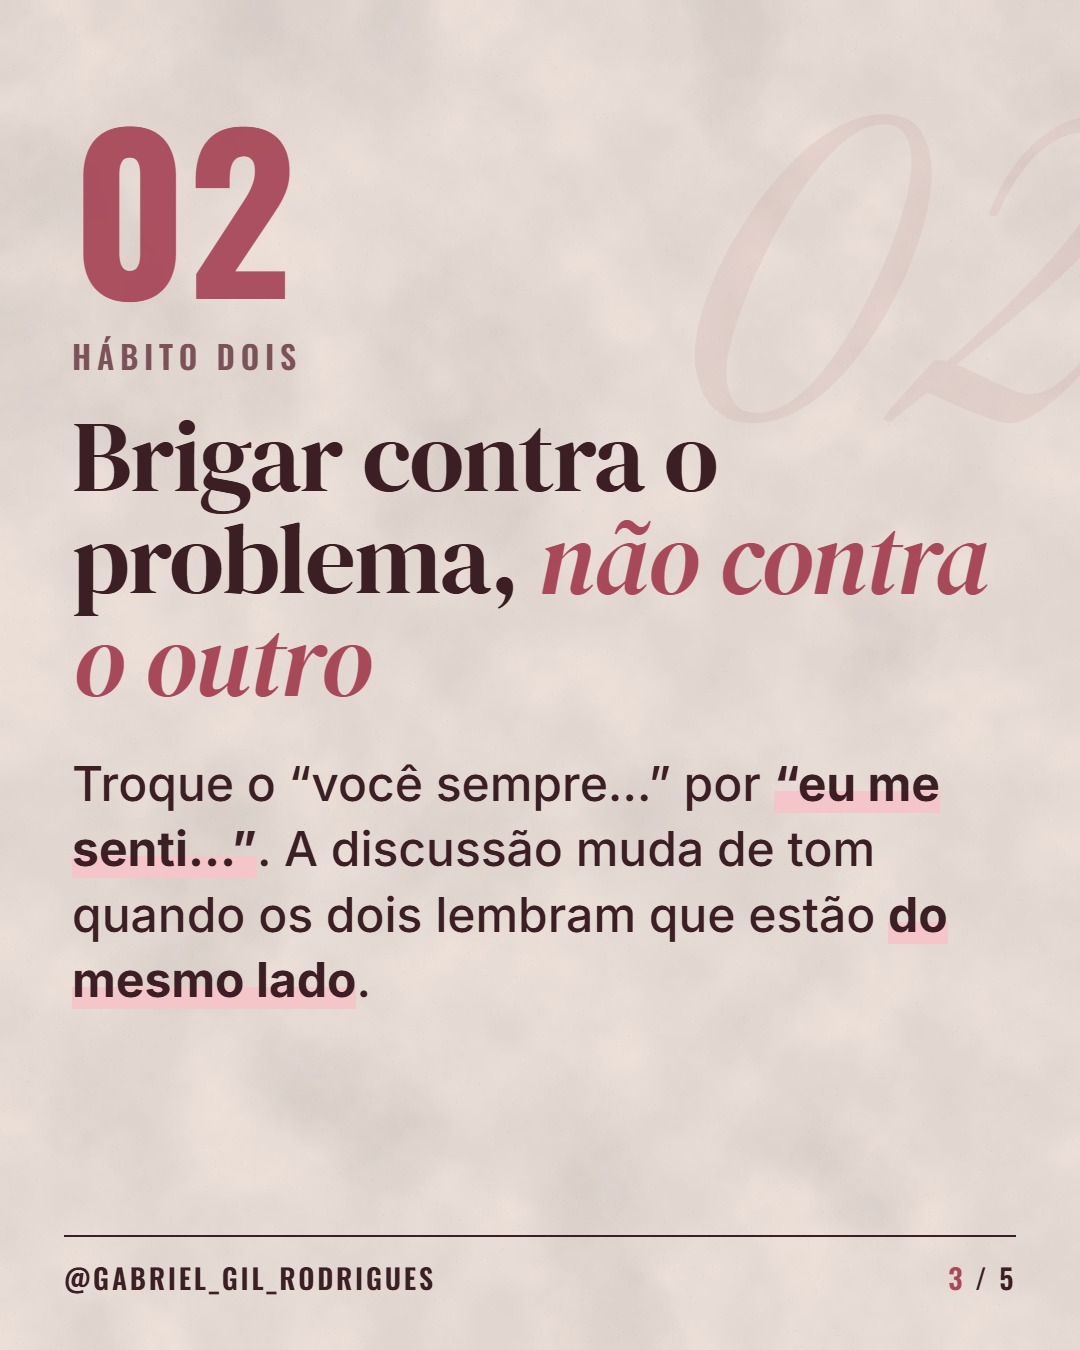 02
02
HÁBITO DOIS
Brigar contra o
problema, não contra
o outro
Troque o “você sempre…” por “eu me
senti…”. A discussão muda de tom
quando os dois lembram que estão do
mesmo lado.
@GABRIEL_GIL_RODRIGUES
3 / 5